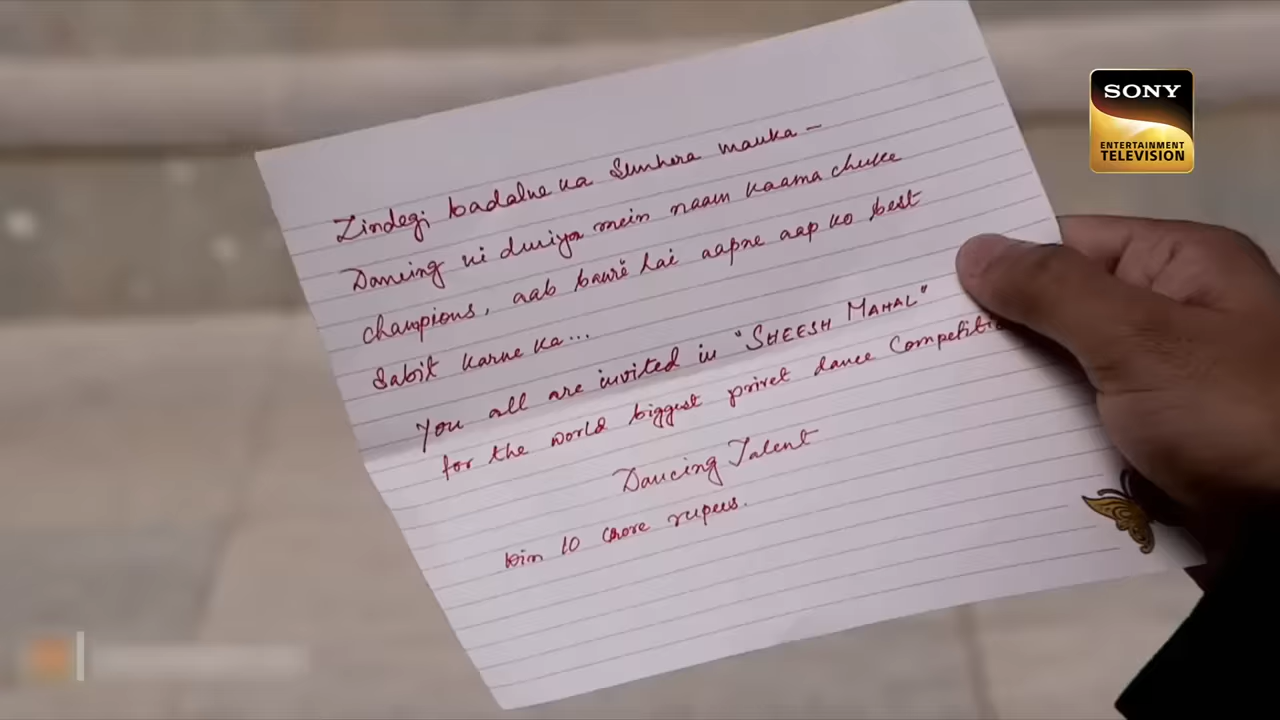 Zindegi badalne ka Sunhera mauka –
Dancing ki duniya mein naam kaama chuke
champions, aab baari hai aapne aap ko best
Sabit karne ka...
You all are invited in "SHEESH MAHAL"
for the world biggest privet dance Competitio
Dancing Talent
Win 10 Crore rupees.
SONY
ENTERTAINMENT
TELEVISION